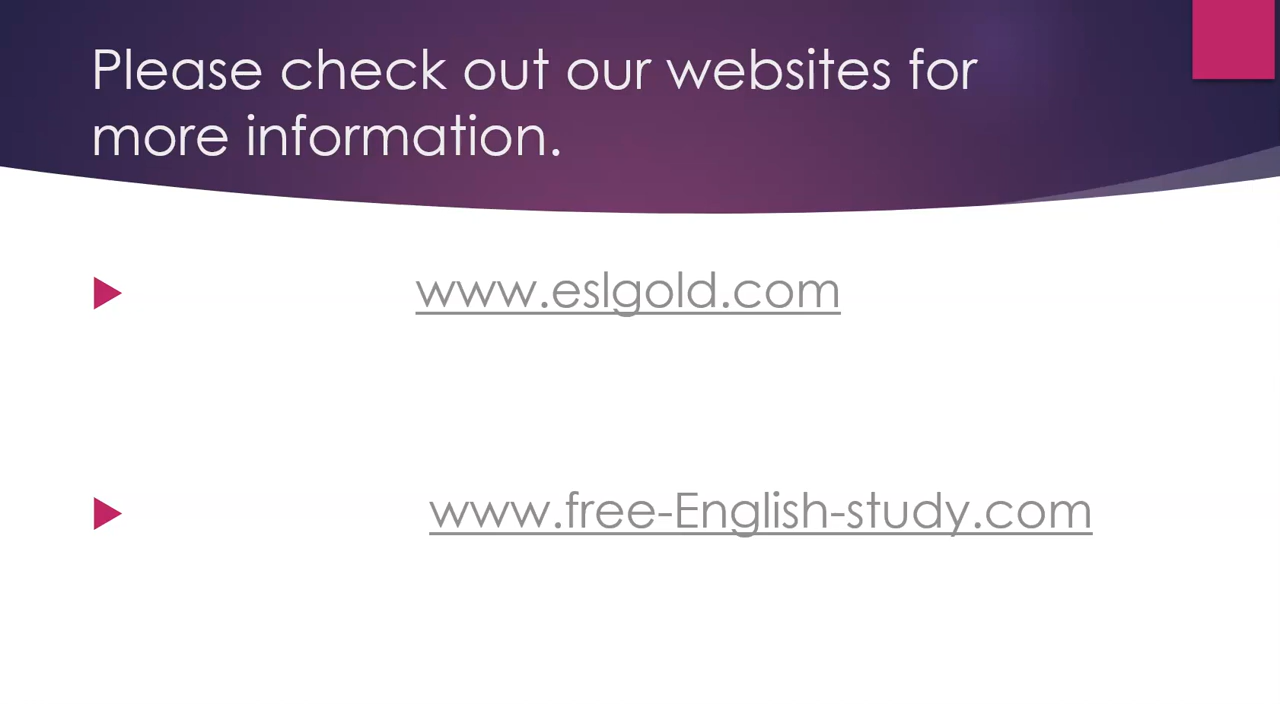 Please check out our websites for
more information.
www.eslgold.com
www.free-English-study.com